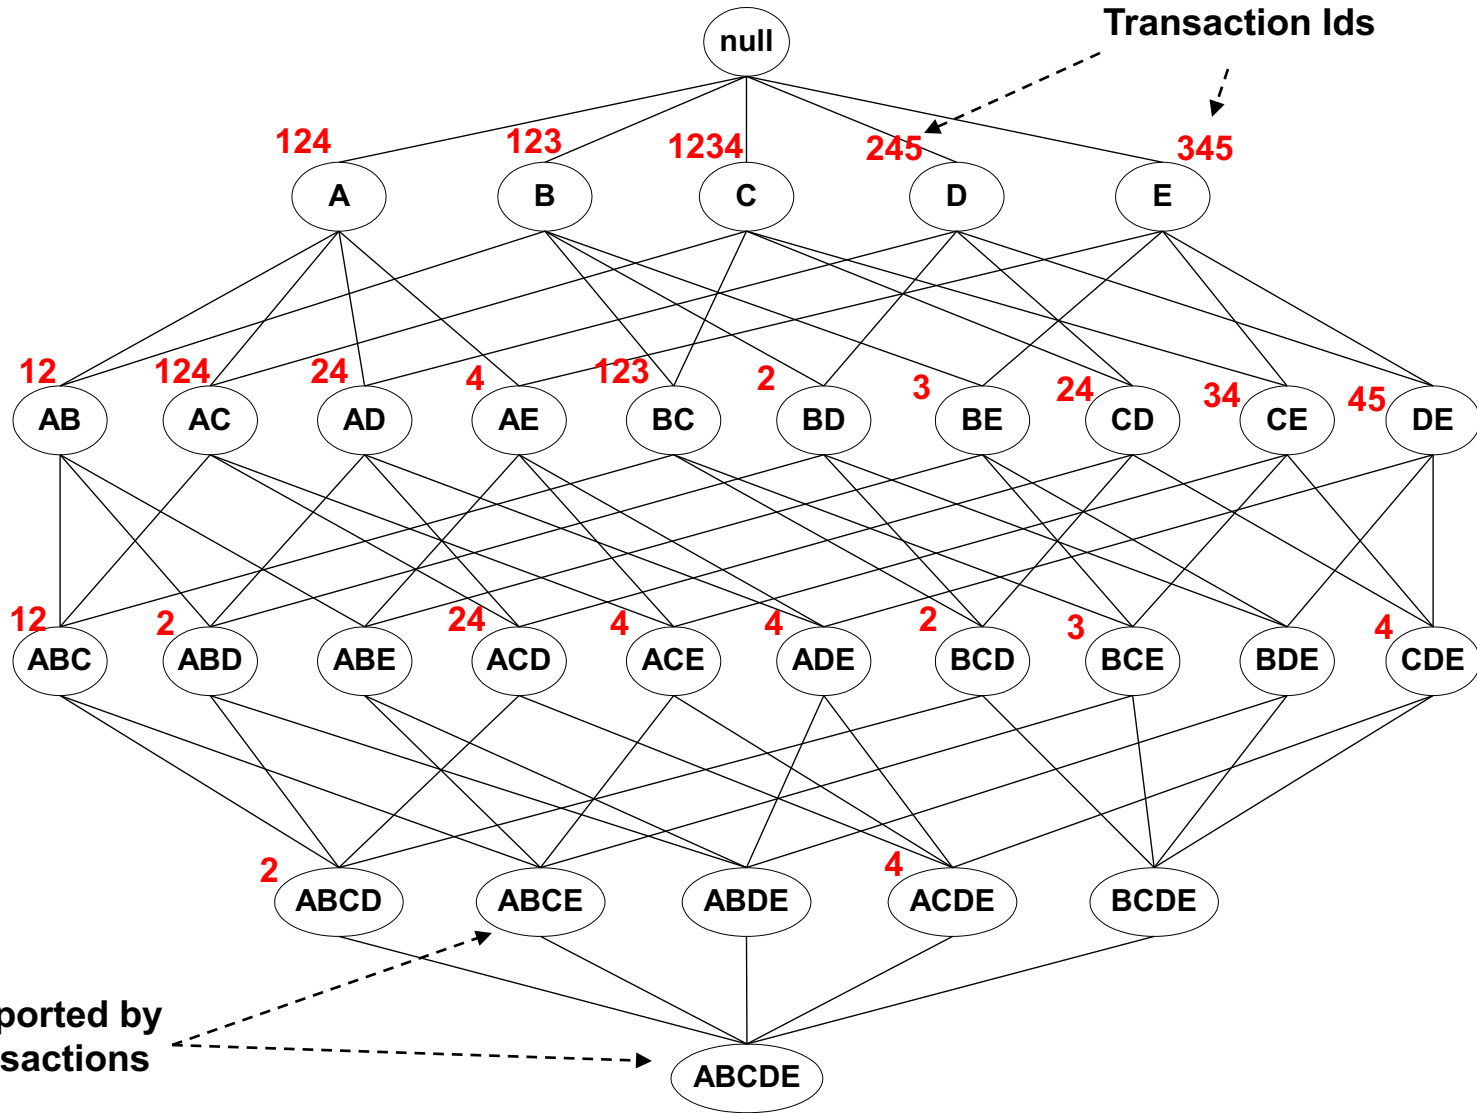 Transaction Ids
null
124 123 1234 245 345
A B C D E
12 124 24 4 123 2 3 24 34 45
AB AC AD AE BC BD BE CD CE DE
12 2 24 4 4 2 3 4
ABC ABD ABE ACD ACE ADE BCD BCE BDE CDE
2 4
ABCD ABCE ABDE ACDE BCDE
ported by
sactions
ABCDE